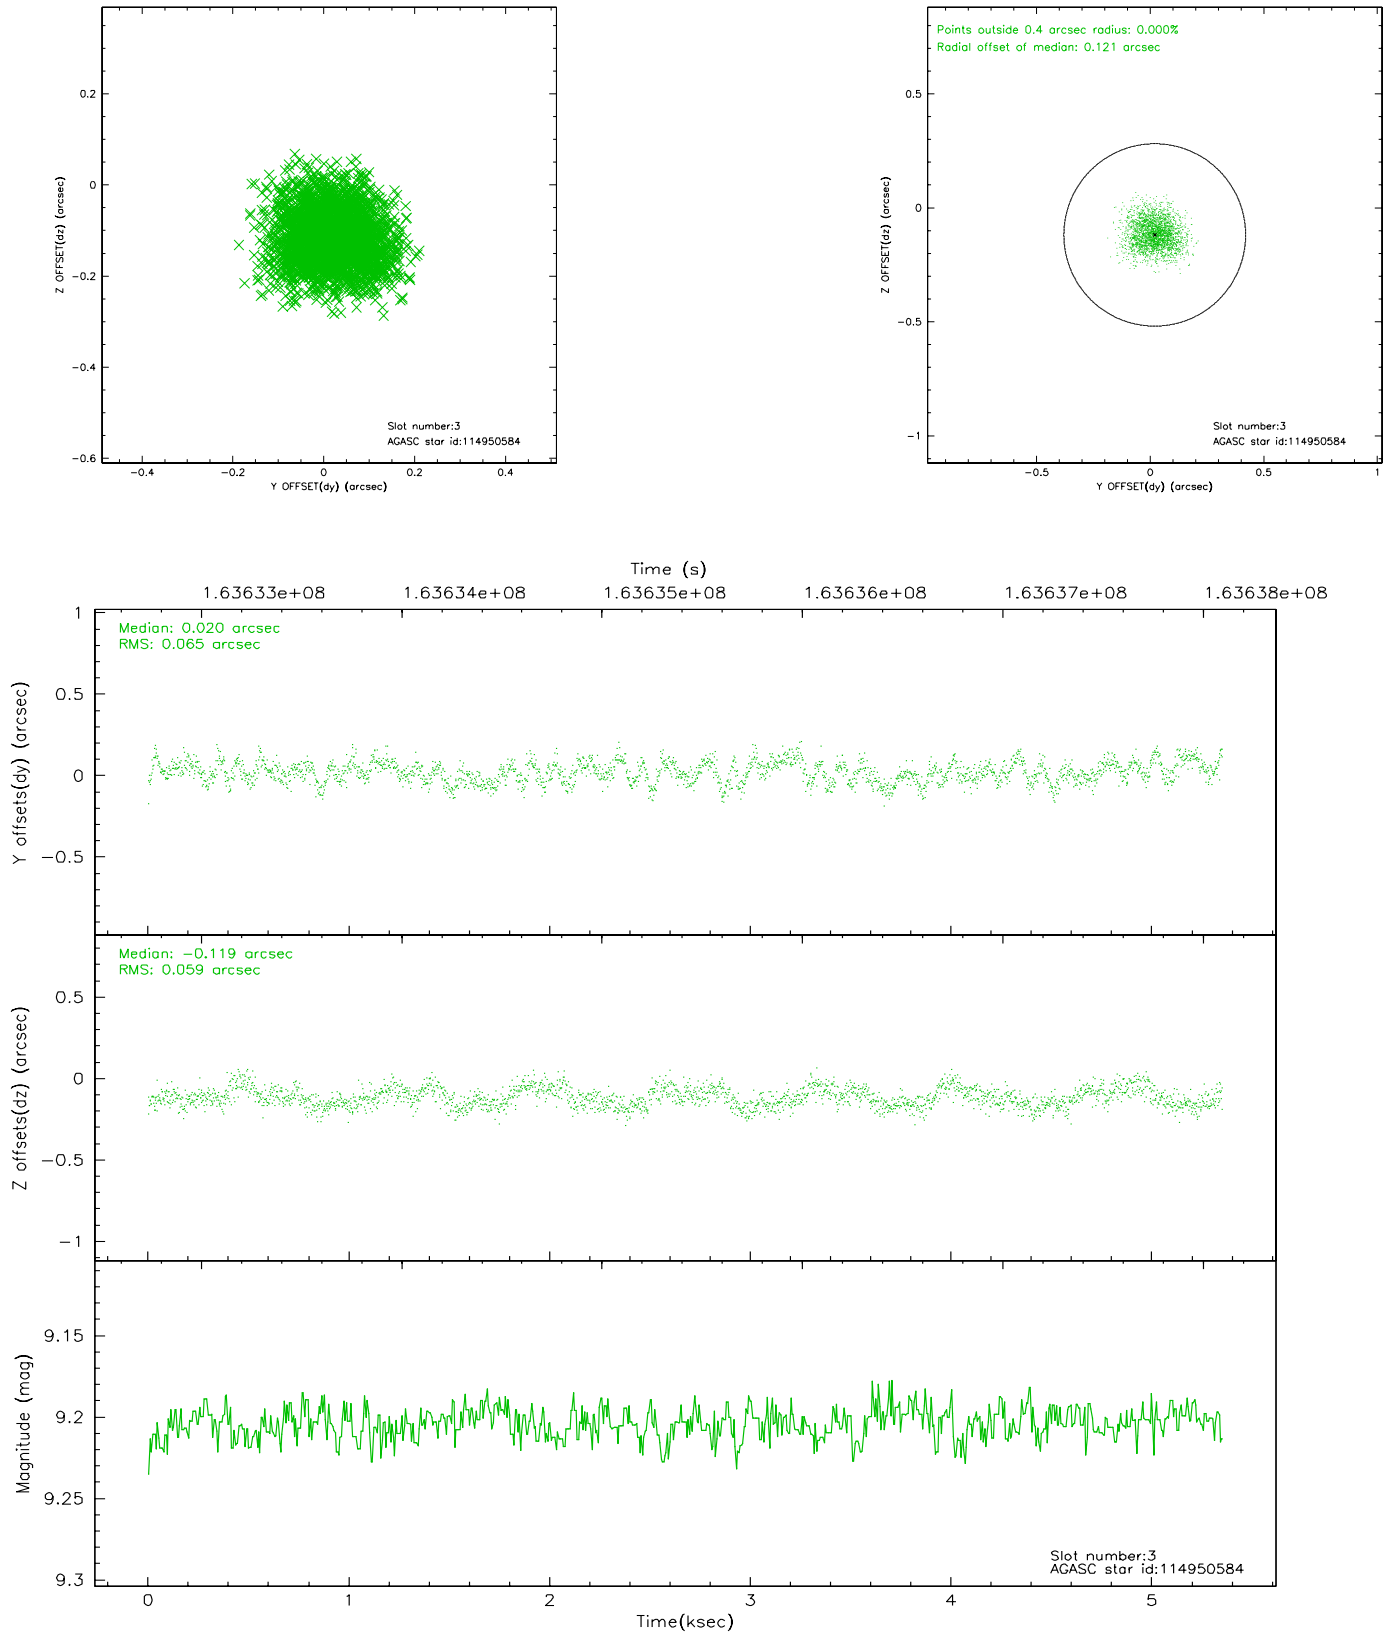 0.2
0
−0.2
−0.4
−0.6
Z OFFSET(dz) (arcsec)
Slot number:3
AGASC star id:114950584
−0.4 −0.2 0 0.2 0.4
Y OFFSET(dy) (arcsec)
Points outside 0.4 arcsec radius: 0.000%
Radial offset of median: 0.121 arcsec
0.5
0
−0.5
−1
Z OFFSET(dz) (arcsec)
Slot number:3
AGASC star id:114950584
−0.5 0 0.5 1
Y OFFSET(dy) (arcsec)
Time (s)
1.63633e+08 1.63634e+08 1.63635e+08 1.63636e+08 1.63637e+08 1.63638e+08
Median: 0.020 arcsec
RMS: 0.065 arcsec
1
0.5
0
−0.5
Y offsets(dy) (arcsec)
Median: −0.119 arcsec
RMS: 0.059 arcsec
0.5
0
−0.5
−1
Z offsets(dz) (arcsec)
9.15
9.2
9.25
9.3
Magnitude (mag)
Slot number:3
AGASC star id:114950584
0 1 2 3 4 5
Time(ksec)